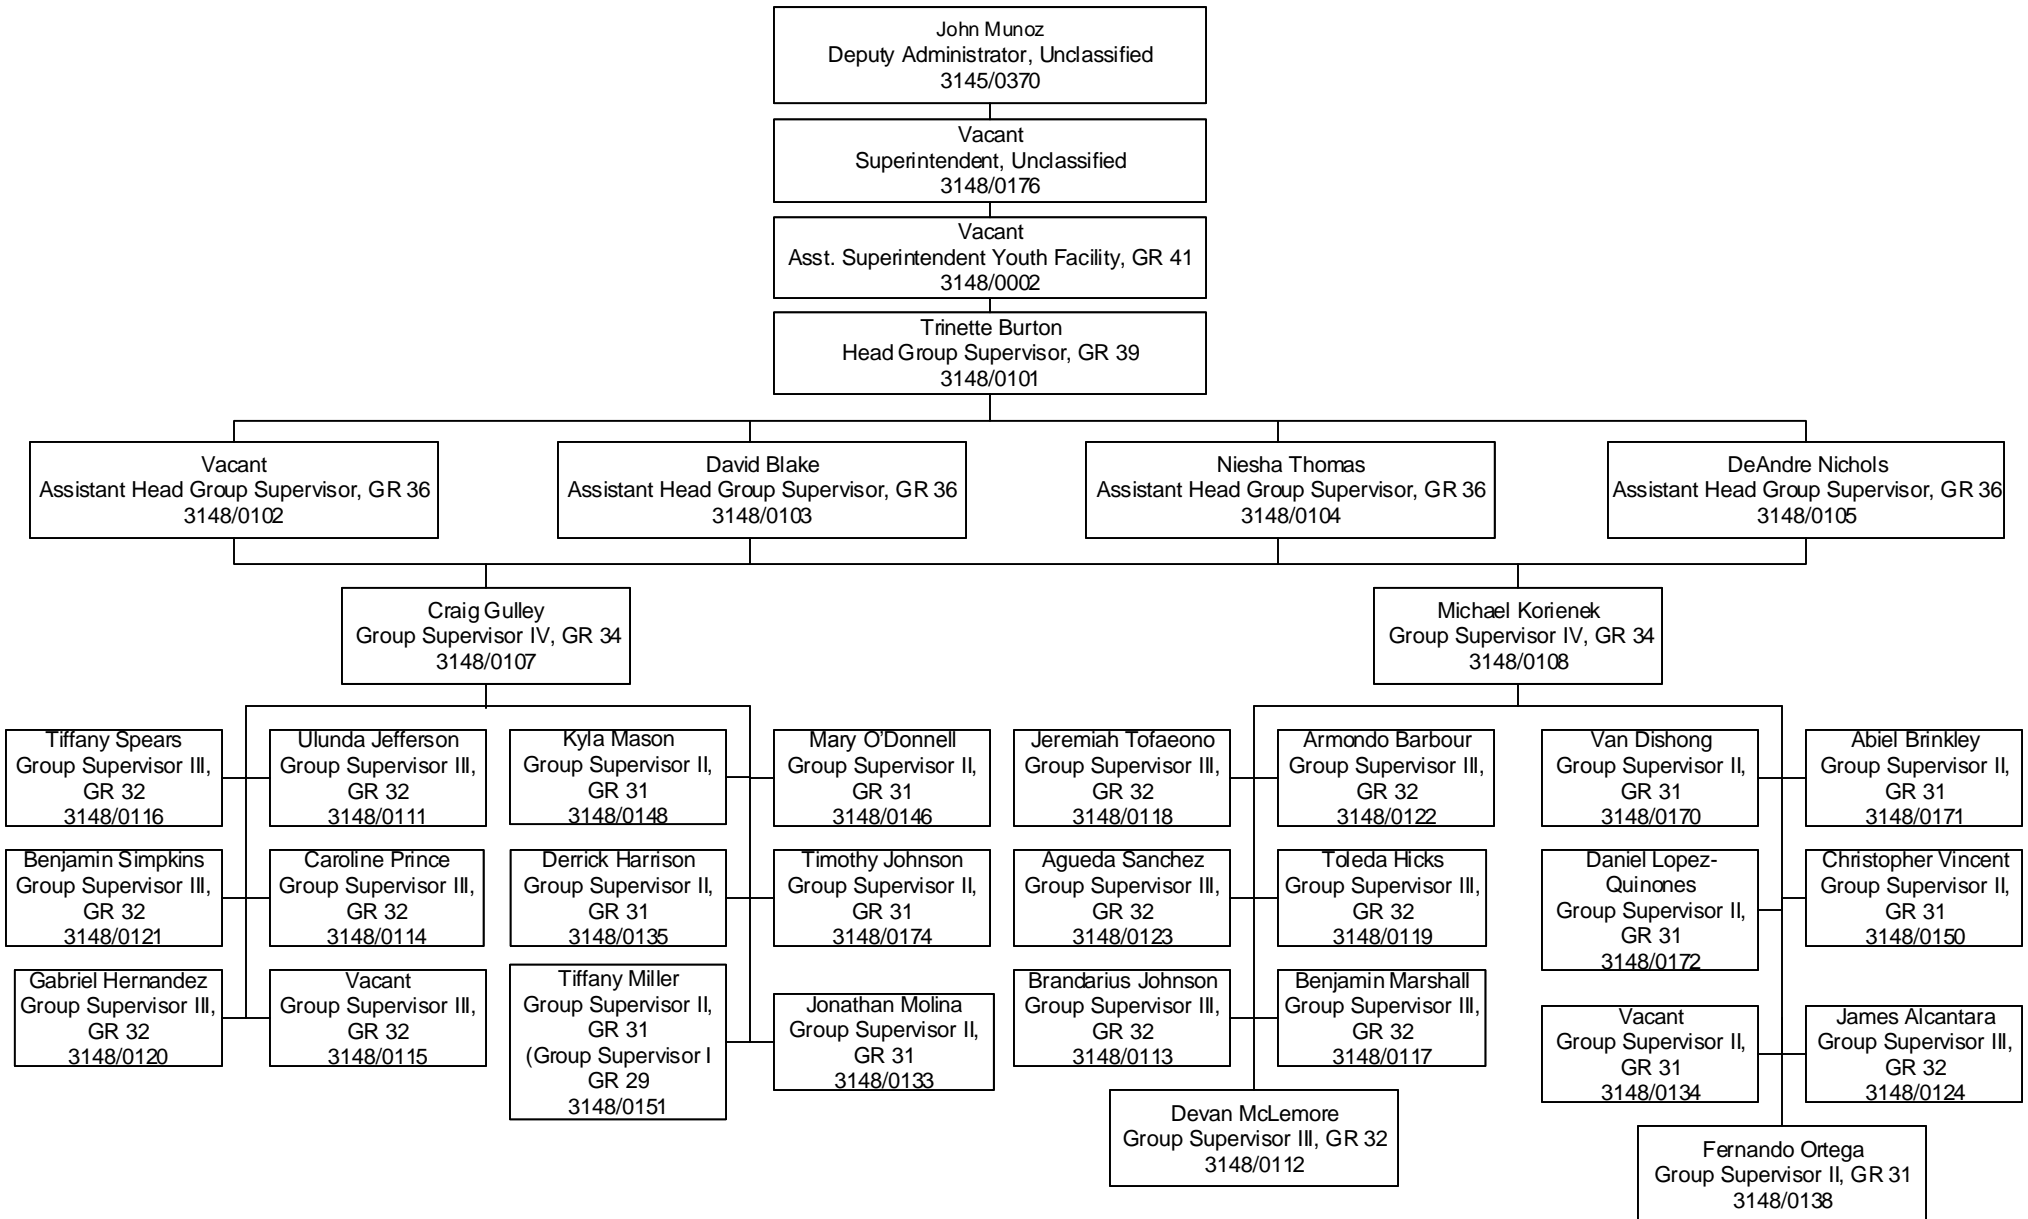 John Munoz
Deputy Administrator, Unclassified
3145/0370
Vacant
Superintendent, Unclassified
3148/0176
Vacant
Asst. Superintendent Youth Facility, GR 41
3148/0002
Trinette Burton
Head Group Supervisor, GR 39
3148/0101
Vacant
Assistant Head Group Supervisor, GR 36
3148/0102
David Blake
Assistant Head Group Supervisor, GR 36
3148/0103
Niesha Thomas
Assistant Head Group Supervisor, GR 36
3148/0104
DeAndre Nichols
Assistant Head Group Supervisor, GR 36
3148/0105
Craig Gulley
Group Supervisor IV, GR 34
3148/0107
Michael Korienek
Group Supervisor IV, GR 34
3148/0108
Tiffany Spears
Group Supervisor III,
GR 32
3148/0116
Ulunda Jefferson
Group Supervisor III,
GR 32
3148/0111
Kyla Mason
Group Supervisor II,
GR 31
3148/0148
Mary O’Donnell
Group Supervisor II,
GR 31
3148/0146
Jeremiah Tofaeono
Group Supervisor III,
GR 32
3148/0118
Armondo Barbour
Group Supervisor III,
GR 32
3148/0122
Van Dishong
Group Supervisor II,
GR 31
3148/0170
Abiel Brinkley
Group Supervisor II,
GR 31
3148/0171
Benjamin Simpkins
Group Supervisor III,
GR 32
3148/0121
Caroline Prince
Group Supervisor III,
GR 32
3148/0114
Derrick Harrison
Group Supervisor II,
GR 31
3148/0135
Timothy Johnson
Group Supervisor II,
GR 31
3148/0174
Agueda Sanchez
Group Supervisor III,
GR 32
3148/0123
Toleda Hicks
Group Supervisor III,
GR 32
3148/0119
Daniel Lopez-
Quinones
Group Supervisor II,
GR 31
3148/0172
Christopher Vincent
Group Supervisor II,
GR 31
3148/0150
Gabriel Hernandez
Group Supervisor III,
GR 32
3148/0120
Vacant
Group Supervisor III,
GR 32
3148/0115
Tiffany Miller
Group Supervisor II,
GR 31
(Group Supervisor I
GR 29
3148/0151
Jonathan Molina
Group Supervisor II,
GR 31
3148/0133
Brandarius Johnson
Group Supervisor III,
GR 32
3148/0113
Benjamin Marshall
Group Supervisor III,
GR 32
3148/0117
Vacant
Group Supervisor II,
GR 31
3148/0134
James Alcantara
Group Supervisor III,
GR 32
3148/0124
Devan McLemore
Group Supervisor III, GR 32
3148/0112
Fernando Ortega
Group Supervisor II, GR 31
3148/0138